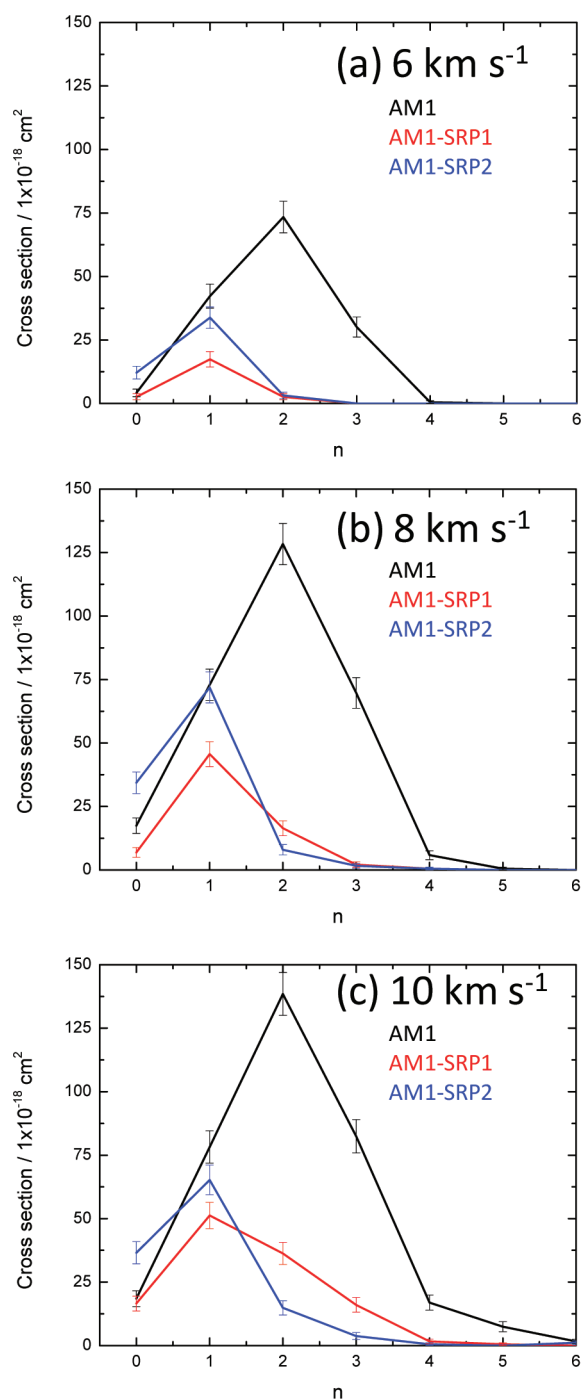 150
(a) 6 km s⁻¹
AM1
125
AM1-SRP1
100
AM1-SRP2
75
50
25
0
Cross section / 1x10⁻¹⁸ cm²
0 1 2 3 4 5 6
n
150
(b) 8 km s⁻¹
AM1
125
AM1-SRP1
AM1-SRP2
100
75
50
25
0
Cross section / 1x10⁻¹⁸ cm²
0 1 2 3 4 5 6
n
150
(c) 10 km s⁻¹
AM1
125
AM1-SRP1
AM1-SRP2
100
75
50
25
0
Cross section / 1x10⁻¹⁸ cm²
0 1 2 3 4 5 6
n